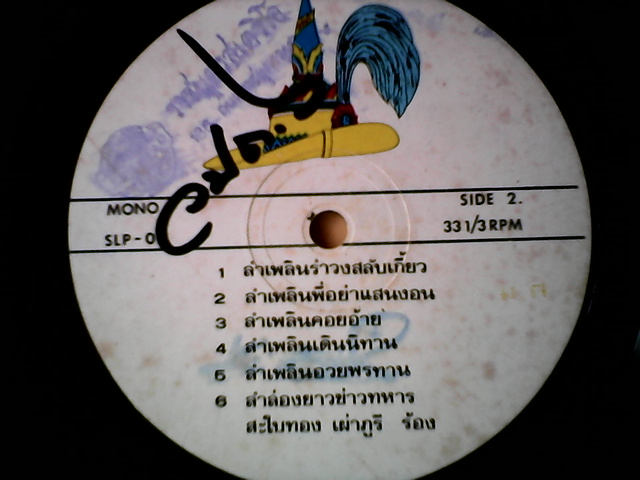 MONO
SIDE 2.
SLP-0
33 1/3 RPM
1 ลำเพลินรำวงสลับเกี้ยว
2 ลำเพลินพี่อย่าแสนงอน
3 ลำเพลินคอยอ้าย
4 ลำเพลินเดินนิทาน
5 ลำเพลินอวยพรทาน
6 ลำล่องยาวข่าวทหาร
สะใบทอง เผ่าภูรี ร้อง